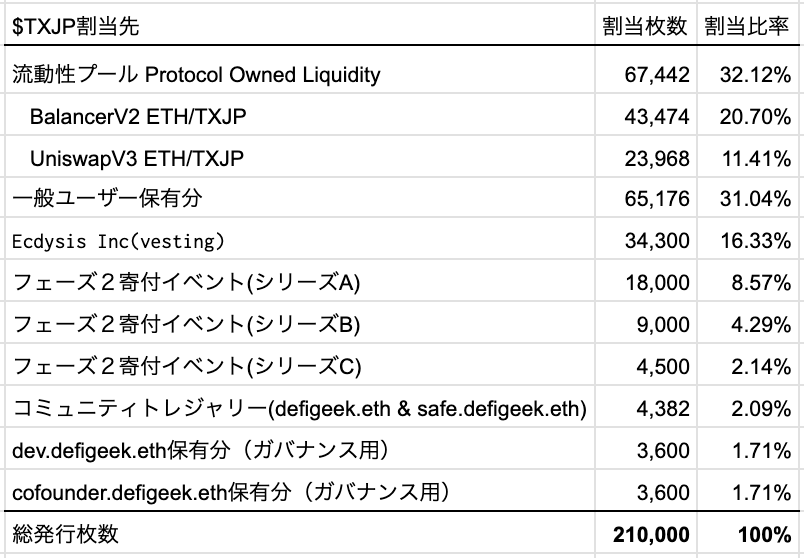 $TXJP割当先 割当枚数 割当比率
流動性プール Protocol Owned Liquidity 67,442 32.12%
BalancerV2 ETH/TXJP 43,474 20.70%
UniswapV3 ETH/TXJP 23,968 11.41%
一般ユーザー保有分 65,176 31.04%
Ecdysis Inc(vesting) 34,300 16.33%
フェーズ２寄付イベント(シリーズA) 18,000 8.57%
フェーズ２寄付イベント(シリーズB) 9,000 4.29%
フェーズ２寄付イベント(シリーズC) 4,500 2.14%
コミュニティトレジャリー(defigeek.eth & safe.defigeek.eth) 4,382 2.09%
dev.defigeek.eth保有分（ガバナンス用） 3,600 1.71%
cofounder.defigeek.eth保有分（ガバナンス用） 3,600 1.71%
総発行枚数 210,000 100%